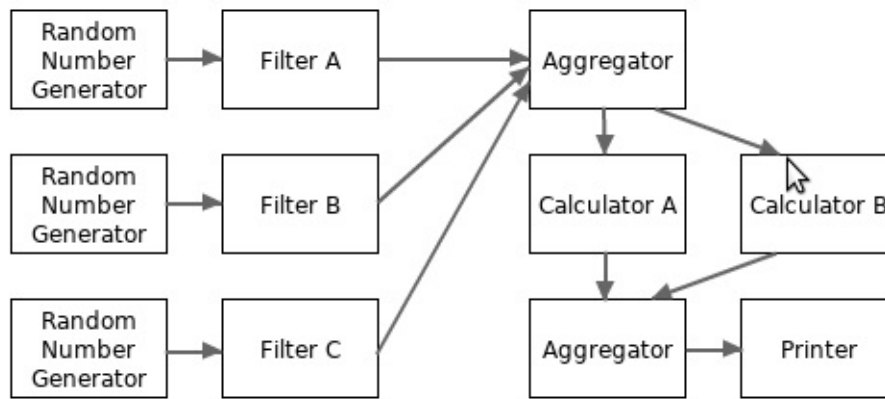 Random
Number
Generator
Filter A
Aggregator
Random
Number
Generator
Filter B
Calculator A
Calculator B
Random
Number
Generator
Filter C
Aggregator
Printer